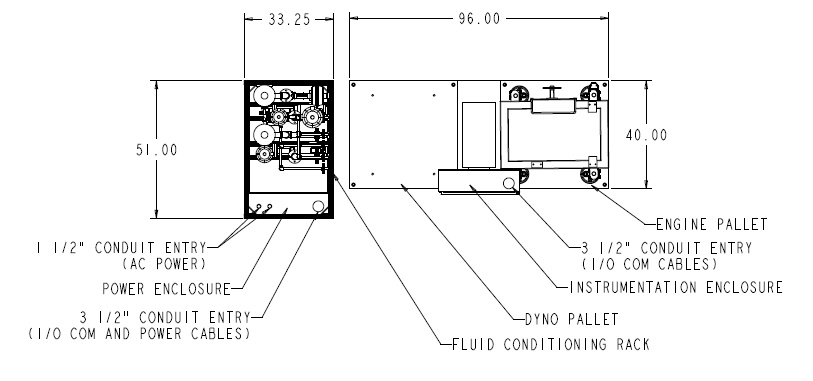 33.25
96.00
51.00
40.00
ENGINE PALLET
1 1/2" CONDUIT ENTRY
(AC POWER)
3 1/2" CONDUIT ENTRY
(I/O COM CABLES)
POWER ENCLOSURE
INSTRUMENTATION ENCLOSURE
3 1/2" CONDUIT ENTRY
(I/O COM AND POWER CABLES)
DYNO PALLET
FLUID CONDITIONING RACK